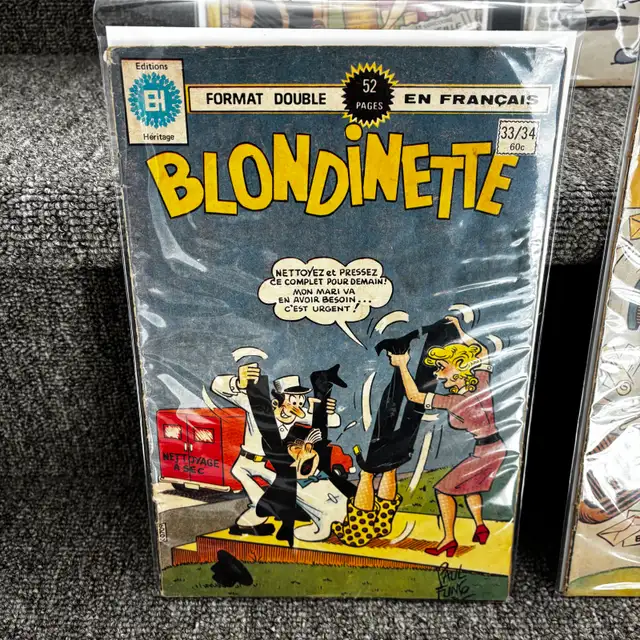 Editions
EH
Héritage
FORMAT DOUBLE
52
PAGES
EN FRANÇAIS
33/34
60c
BLONDINETTE
NETTOYEZ et PRESSEZ
CE COMPLET POUR DEMAIN!
MON MARI VA
EN AVOIR BESOIN...
C'EST URGENT!
NETTOYAGE
À SEC
PAUL
FUNG